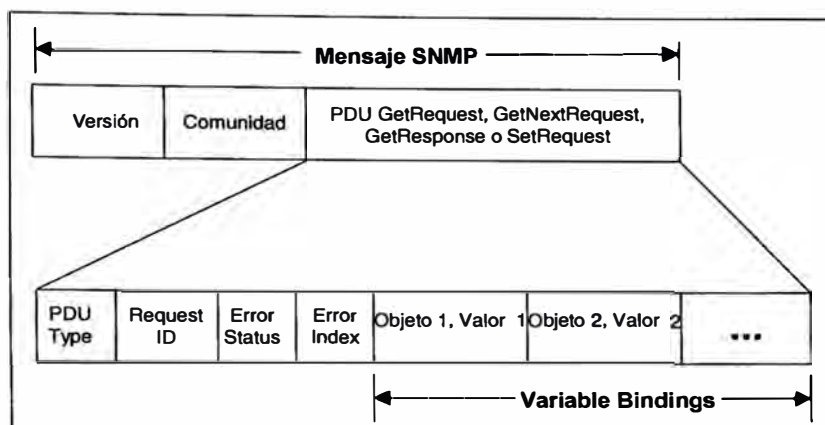 Mensaje SNMP
Versión
Comunidad
PDU GetRequest, GetNextRequest,
GetResponse o SetRequest
PDU
Type
Request
ID
Error
Status
Error
Index
Objeto 1, Valor 1
Objeto 2, Valor 2
...
Variable Bindings